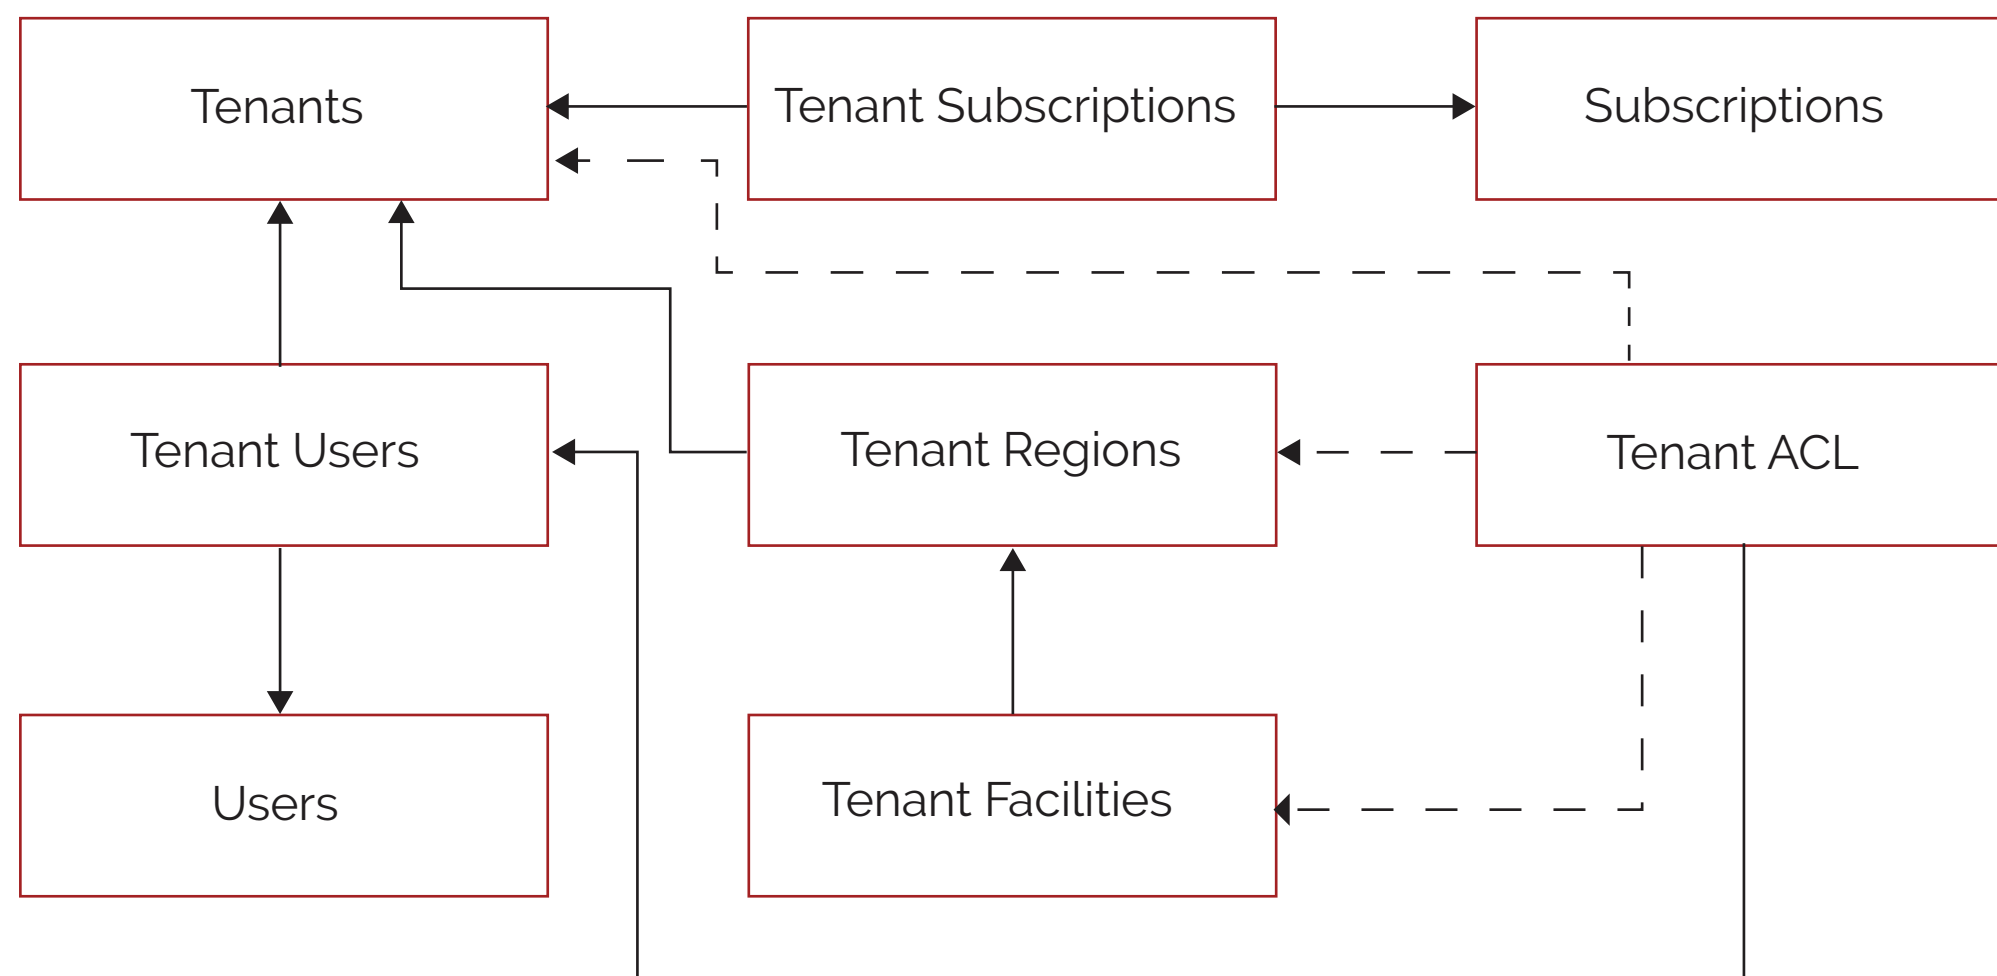 Tenants
Tenant Subscriptions
Subscriptions
Tenant Users
Tenant Regions
Tenant ACL
Users
Tenant Facilities